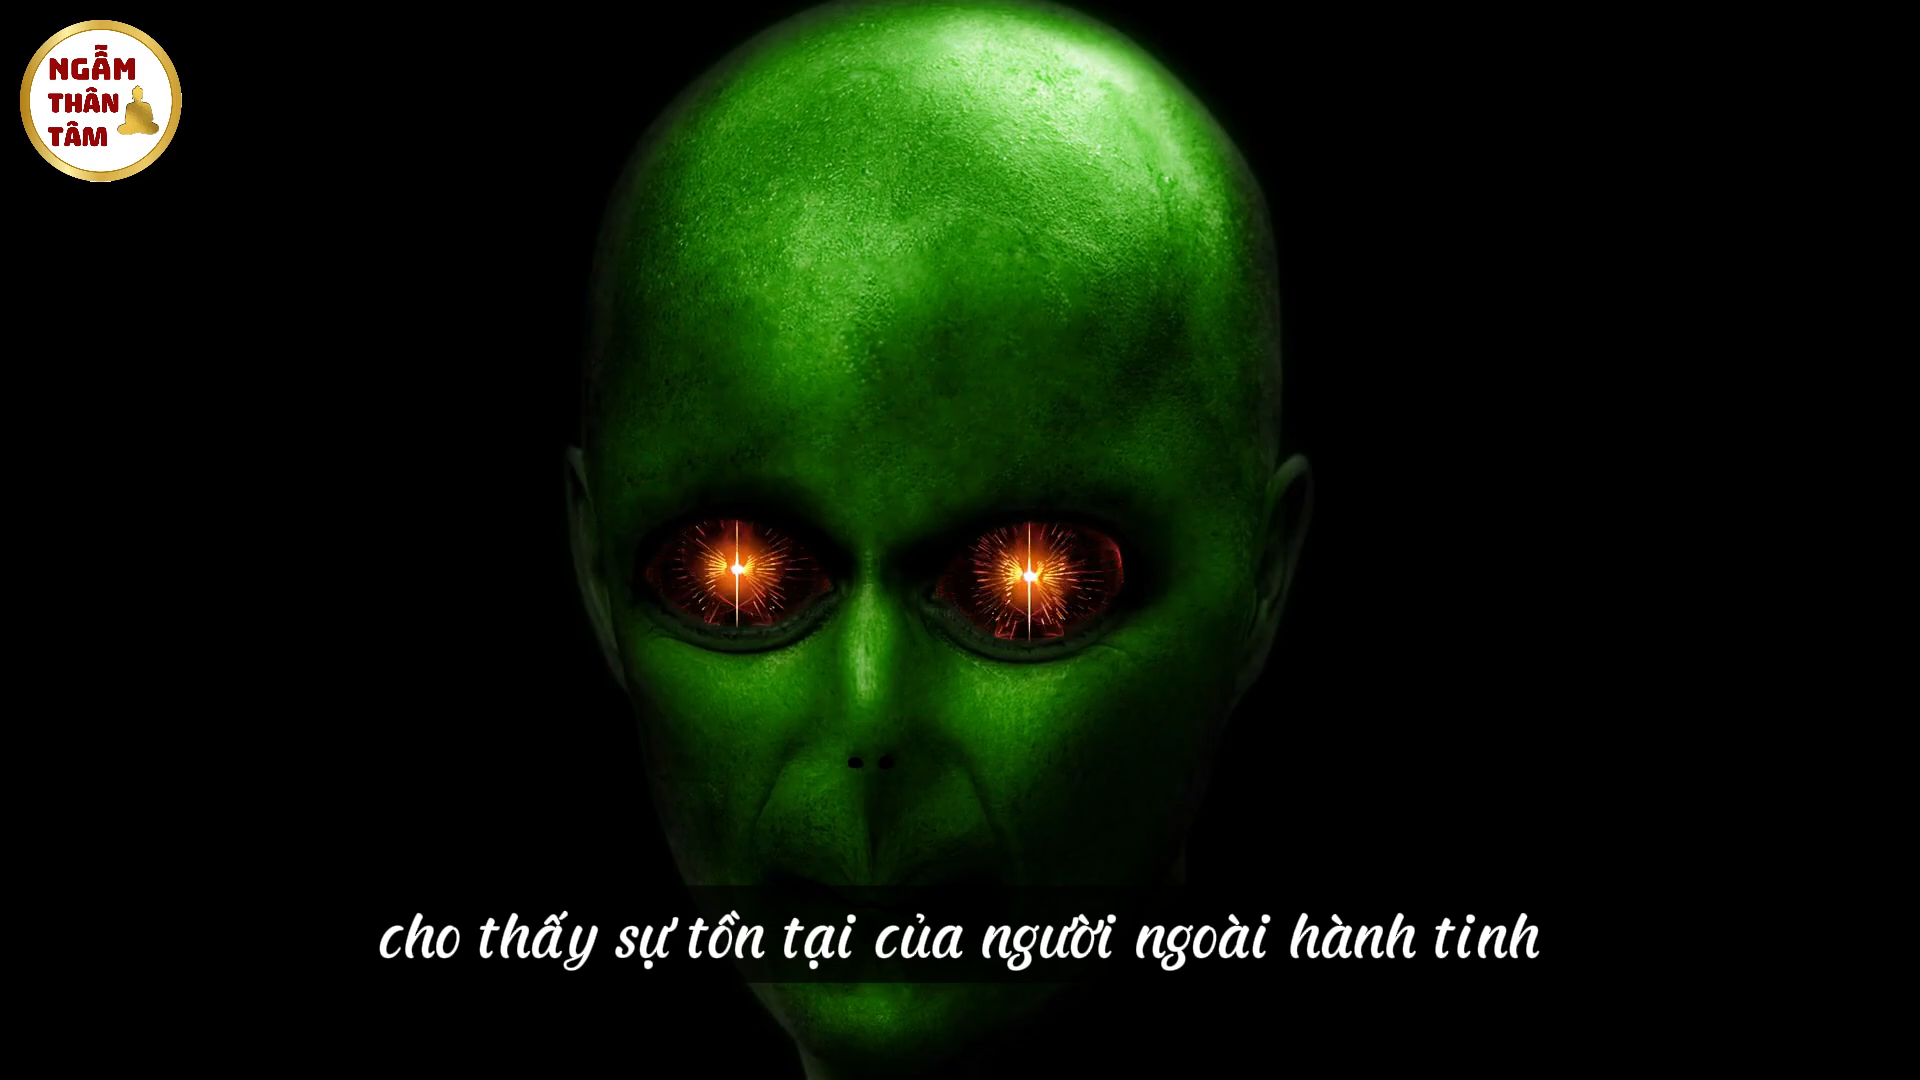 NGẪM
THÂN
TÂM
cho thấy sự tồn tại của người ngoài hành tinh